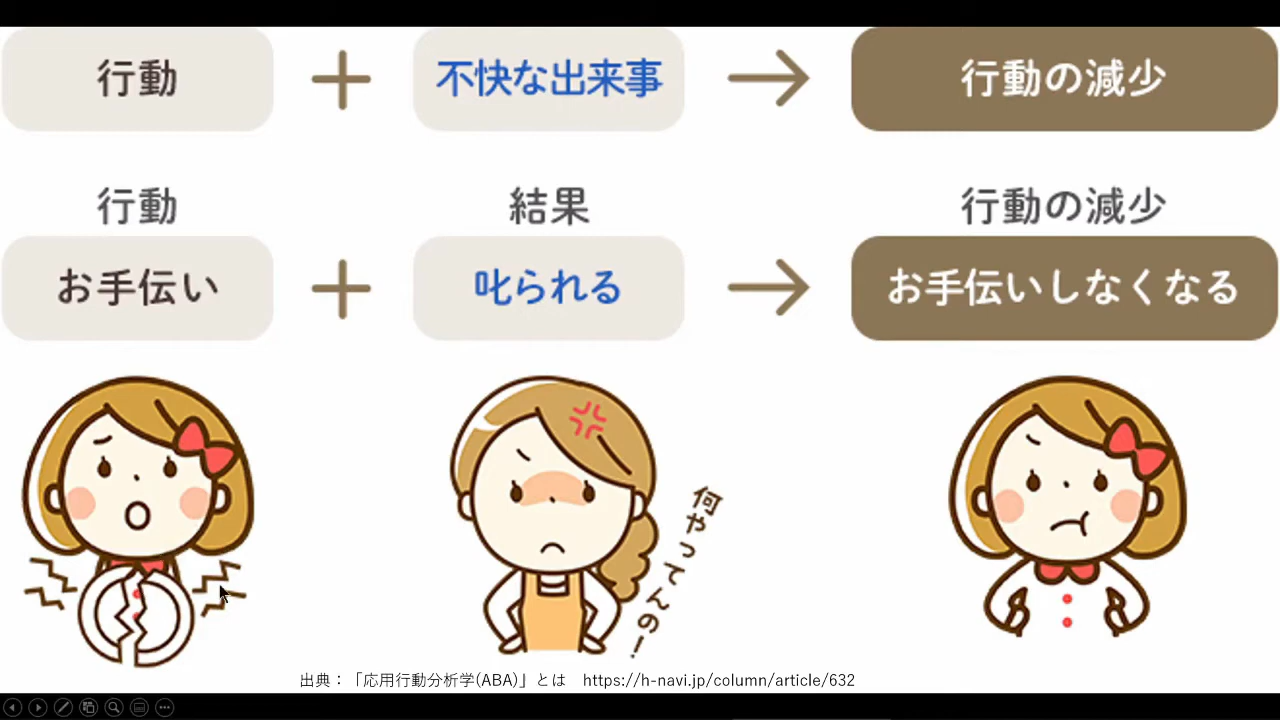 行動 + 不快な出来事 → 行動の減少
行動 結果 行動の減少
お手伝い + 叱られる → お手伝いしなくなる
何やってんの!
出典：「応用行動分析学(ABA)」とは https://h-navi.jp/column/article/632